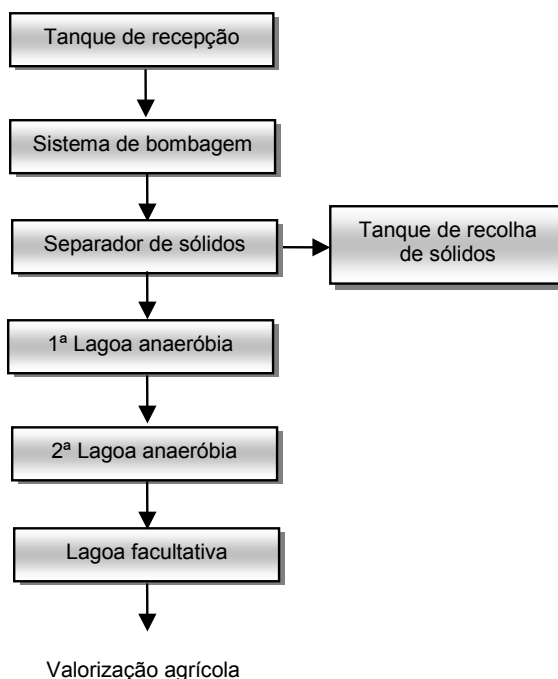 Tanque de recepção
Sistema de bombagem
Separador de sólidos
Tanque de recolha
de sólidos
1ª Lagoa anaeróbia
2ª Lagoa anaeróbia
Lagoa facultativa
Valorização agrícola